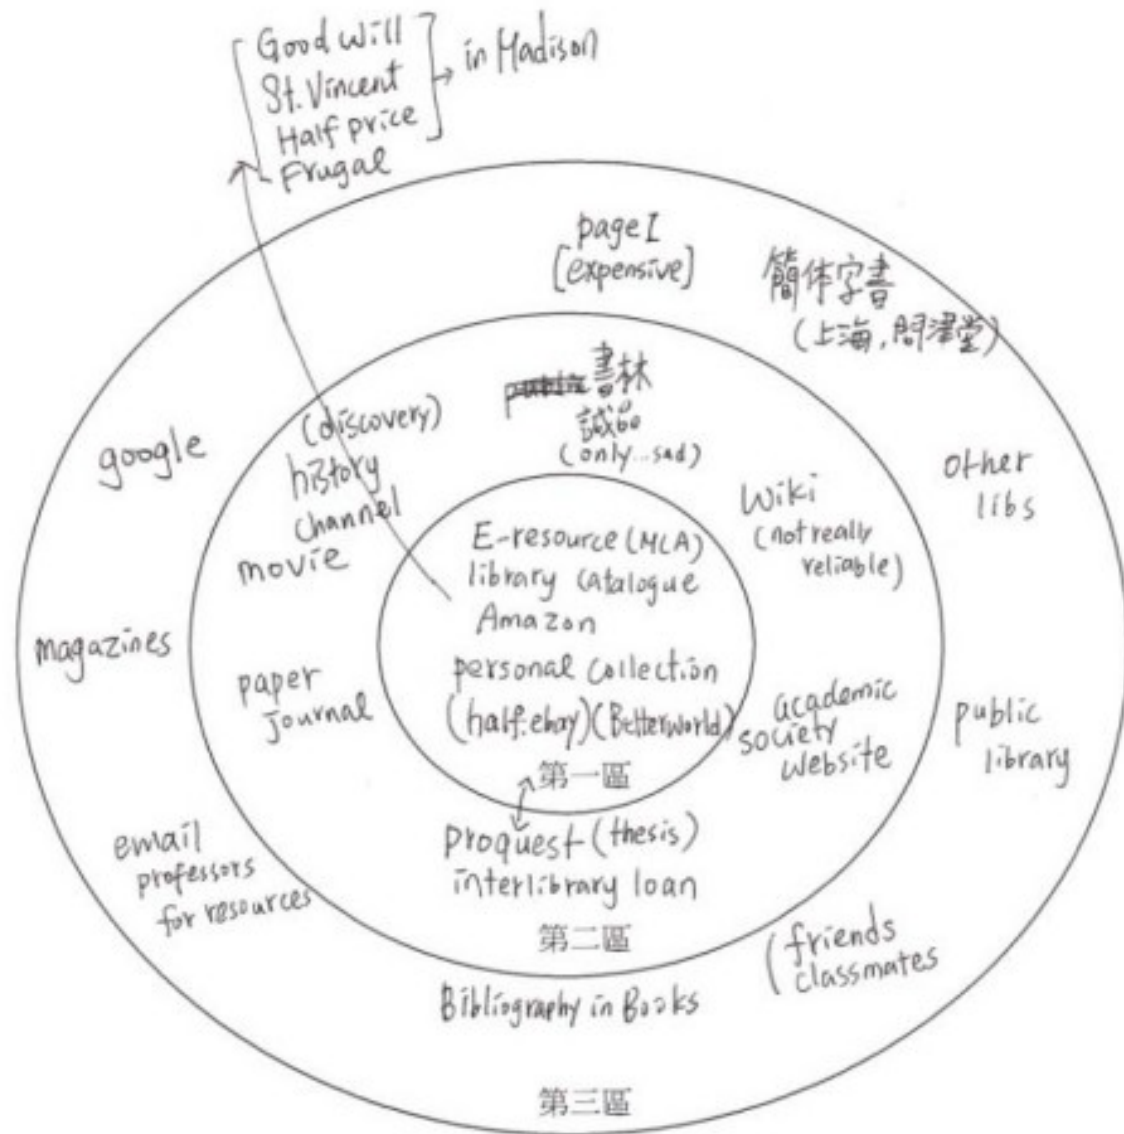 Good Will
St. Vincent
Half price
Frugal
in Madison
page I
[expensive]
簡体字書
(上海,問津堂)
google
(discovery)
history
channel
movie
書林
誠品
(only...sad)
Wiki
(not really
reliable)
other
libs
E-resource (MLA)
library catalogue
Amazon
personal collection
(half.ebay) (Betterworld)
第一區
magazines
paper
journal
academic
society
website
public
library
proquest (thesis)
interlibrary loan
第二區
email
professors
for resources
(friends
classmates
Bibliography in Books
第三區